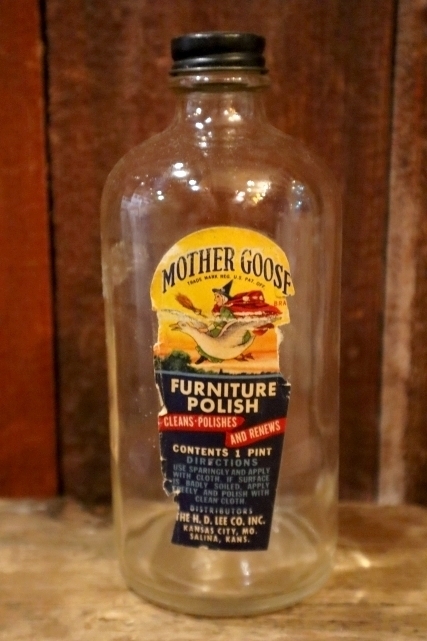 MOTHER GOOSE
TRADE MARK REG. U.S. PAT. OFF.
BRA
FURNITURE
POLISH
CLEANS·POLISHES
AND RENEWS
CONTENTS 1 PINT
DIRECTIONS
USE SPARINGLY AND APPLY
WITH CLOTH. IF SURFACE
IS BADLY SOILED, APPLY
AND POLISH WITH
CLEAN CLOTH.
DISTRIBUTORS
THE H. D. LEE CO. INC.
KANSAS CITY, MO.
SALINA, KANS.